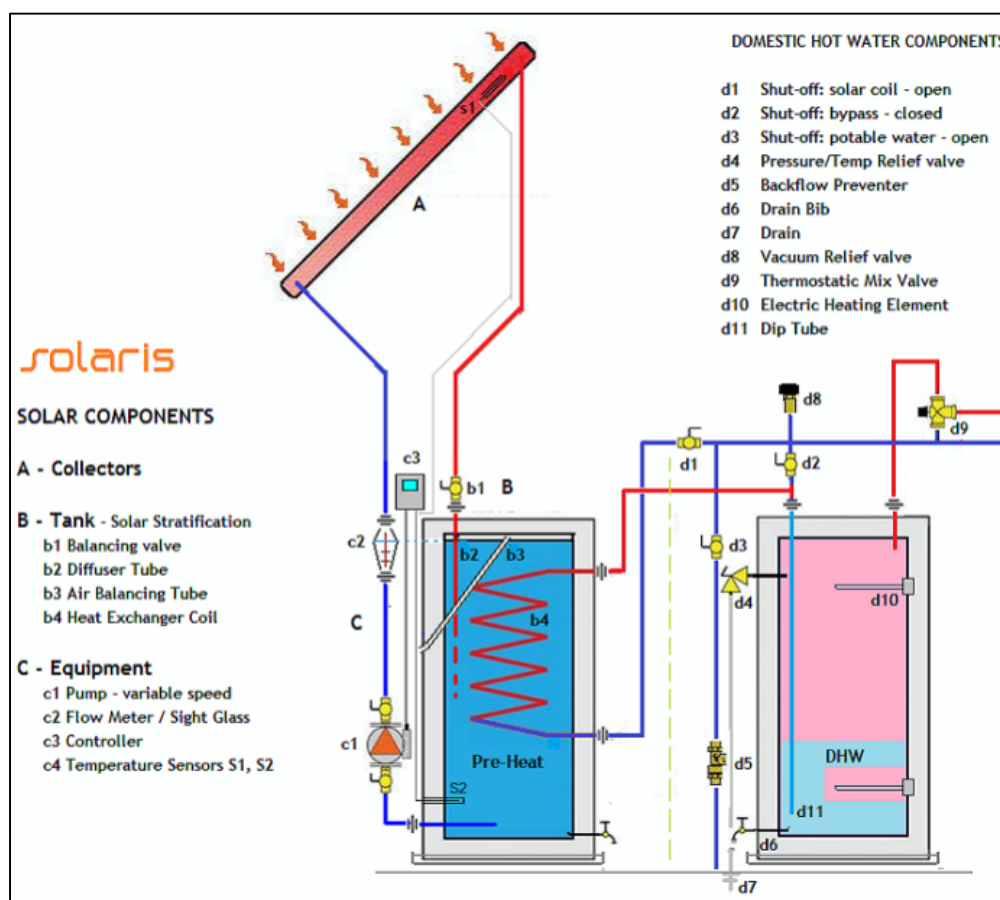 DOMESTIC HOT WATER COMPONENTS
d1 Shut-off: solar coil - open
d2 Shut-off: bypass - closed
d3 Shut-off: potable water - open
d4 Pressure/Temp Relief valve
d5 Backflow Preventer
d6 Drain Bib
d7 Drain
d8 Vacuum Relief valve
d9 Thermostatic Mix Valve
d10 Electric Heating Element
d11 Dip Tube
s1
A
solaris
SOLAR COMPONENTS
A - Collectors
B - Tank - Solar Stratification
b1 Balancing valve
b2 Diffuser Tube
b3 Air Balancing Tube
b4 Heat Exchanger Coil
C - Equipment
c1 Pump - variable speed
c2 Flow Meter / Sight Glass
c3 Controller
c4 Temperature Sensors S1, S2
c3
b1
B
c2
b2
b3
b4
C
c1
Pre-Heat
S2
d8
d9
d1
d2
d3
d4
d10
d5
DHW
d11
d6
d7